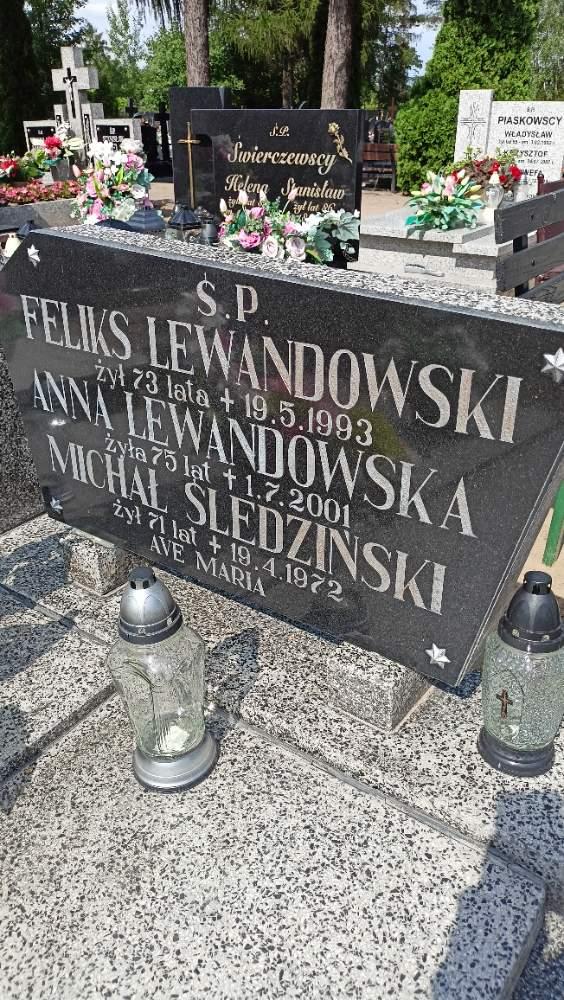 Ś.P.
FELIKS LEWANDOWSKI
żył 73 lata + 19.5.1993
ANNA LEWANDOWSKA
żyła 75 lat + 1.7.2001
MICHAŁ ŚLEDZIŃSKI
żył 71 lat + 19.4.1972
AVE MARIA
Ś.P.
Świerczewscy
Helena Stanisław
PIASKOWSCY
WŁADYSŁAW